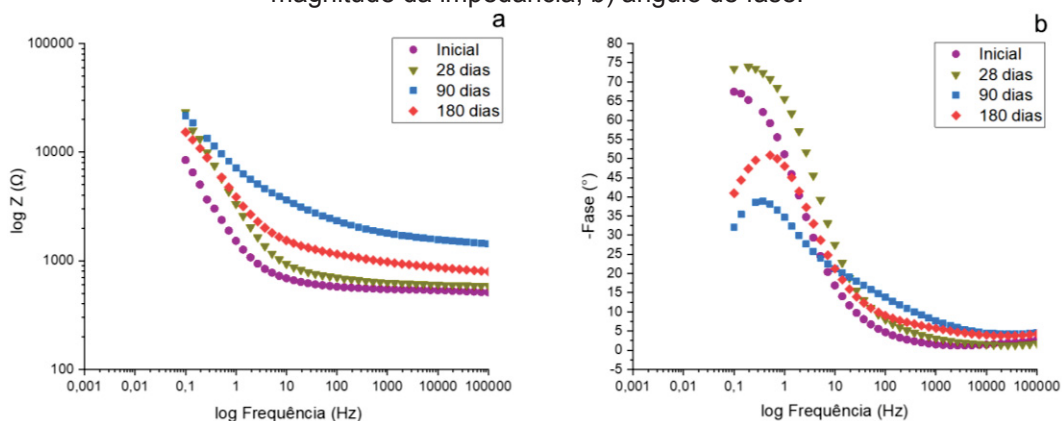 magnitude da impedância, b) ângulo de fase.
a
100000
10000
1000
100
log Z (Ω)
Inicial
28 dias
90 dias
180 dias
0,001 0,01 0,1 1 10 100 1000 10000 100000
log Frequência (Hz)
b
80
75
70
65
60
55
50
45
40
35
30
25
20
15
10
5
0
-5
-Fase (°)
Inicial
28 dias
90 dias
180 dias
0,001 0,01 0,1 1 10 100 1000 10000 100000
log Frequência (Hz)